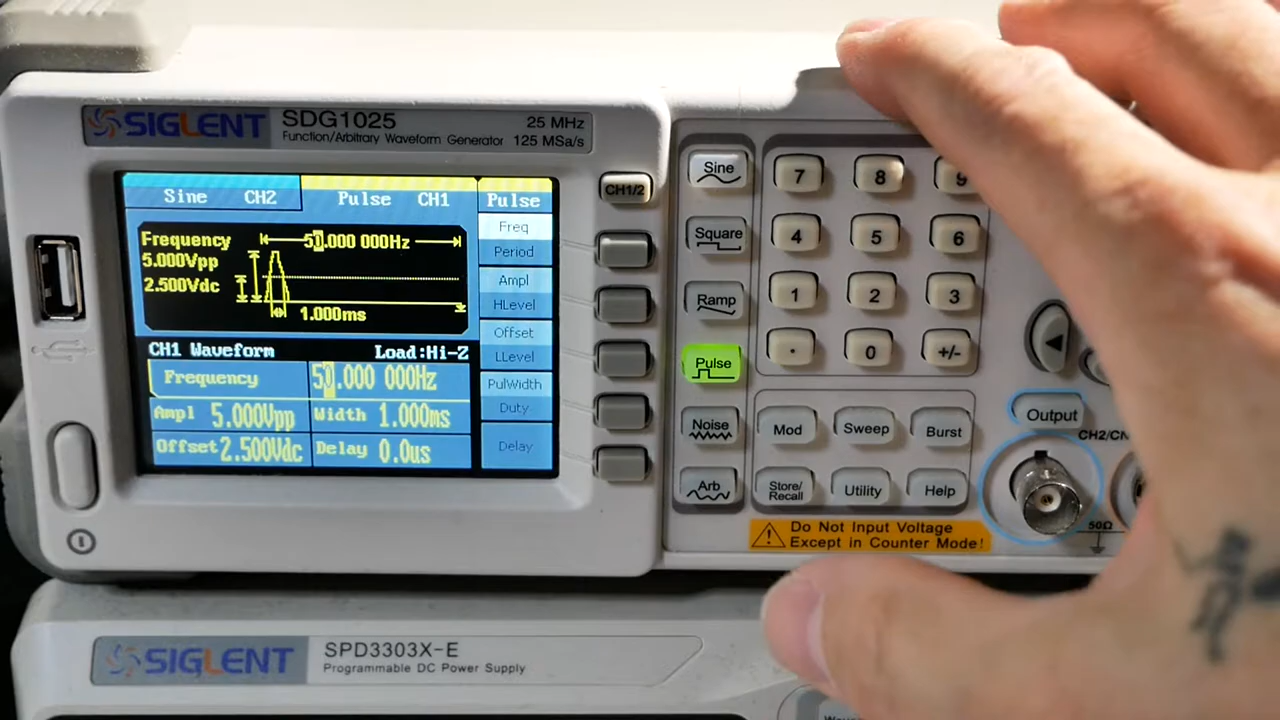 SIGLENT
SDG1025
Function/Arbitrary Waveform Generator
25 MHz
125 MSa/s
Sine CH2
Pulse CH1
Pulse
Frequency
5.000Vpp
2.500Vdc
50.000 000Hz
1.000ms
CH1 Waveform
Load:Hi-Z
Frequency 50.000 000Hz
Ampl 5.000Vpp
Width 1.000ms
Offset 2.500Vdc
Delay 0.0us
Freq
Period
Ampl
HLevel
Offset
LLevel
PulWidth
Duty
Delay
CH1/2
Sine
Square
Ramp
Pulse
Noise
Arb
7 8 9
4 5 6
1 2 3
· 0 +/-
Mod
Sweep
Burst
Store/
Recall
Utility
Help
Do Not Input Voltage
Except in Counter Mode!
Output
50Ω
SIGLENT
SPD3303X-E
Programmable DC Power Supply